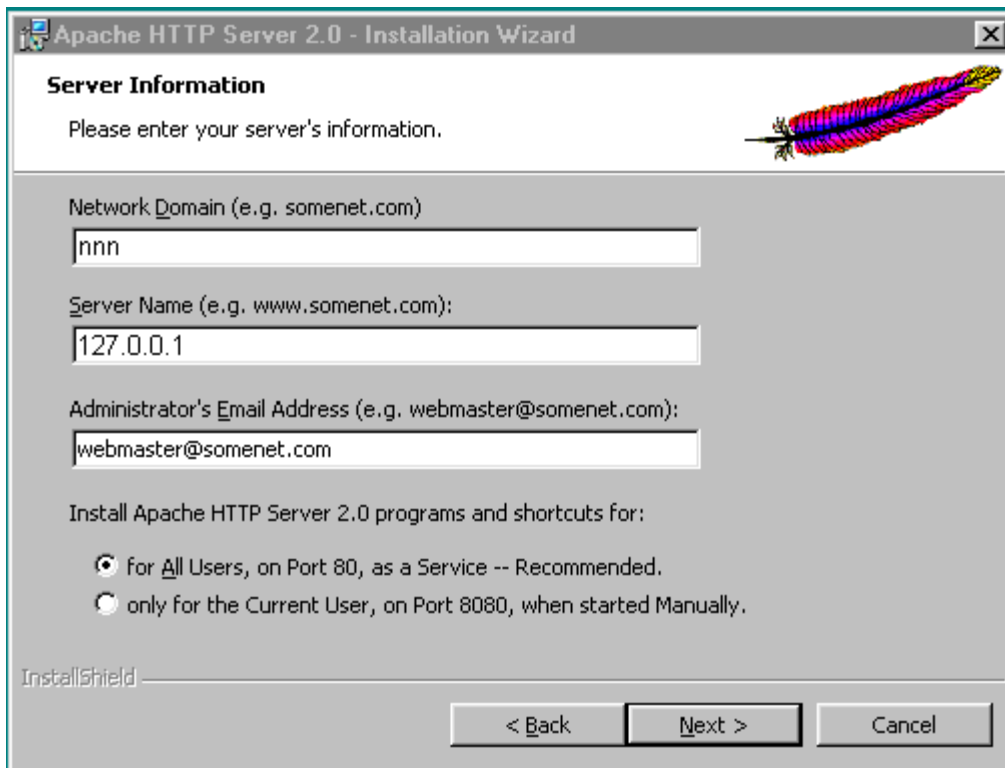 Apache HTTP Server 2.0 - Installation Wizard
Server Information
Please enter your server's information.
Network Domain (e.g. somenet.com)
nnn
Server Name (e.g. www.somenet.com):
127.0.0.1
Administrator's Email Address (e.g. webmaster@somenet.com):
webmaster@somenet.com
Install Apache HTTP Server 2.0 programs and shortcuts for:
for All Users, on Port 80, as a Service -- Recommended.
only for the Current User, on Port 8080, when started Manually.
InstallShield
< Back Next > Cancel